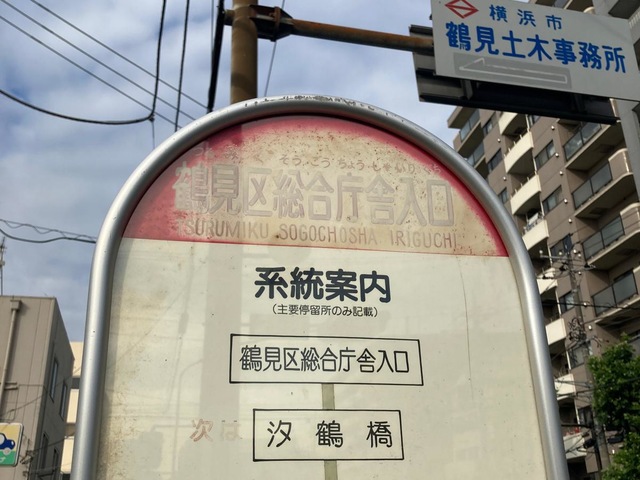 横浜市
鶴見土木事務所
そう ごう ちょう しゃ いり
鶴見区総合庁舎入口
SURUMIKU SOGOCHOSHA IRIGUCHI
系統案内
(主要停留所のみ記載)
鶴見区総合庁舎入口
次は
汐鶴橋